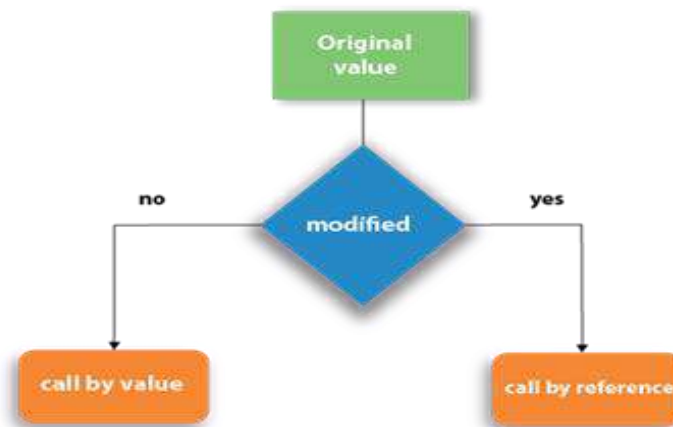 Original
value
no
yes
modified
call by value
call by reference